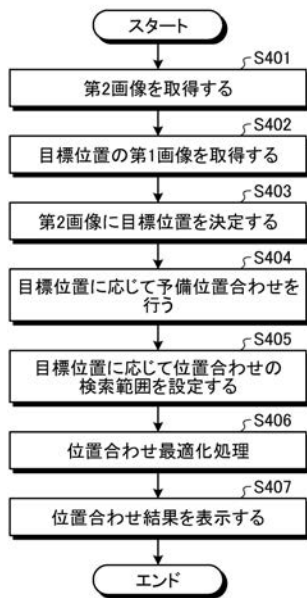 スタート
S401
第2画像を取得する
S402
目標位置の第1画像を取得する
S403
第2画像に目標位置を決定する
S404
目標位置に応じて予備位置合わせを
行う
S405
目標位置に応じて位置合わせの
検索範囲を設定する
S406
位置合わせ最適化処理
S407
位置合わせ結果を表示する
エンド